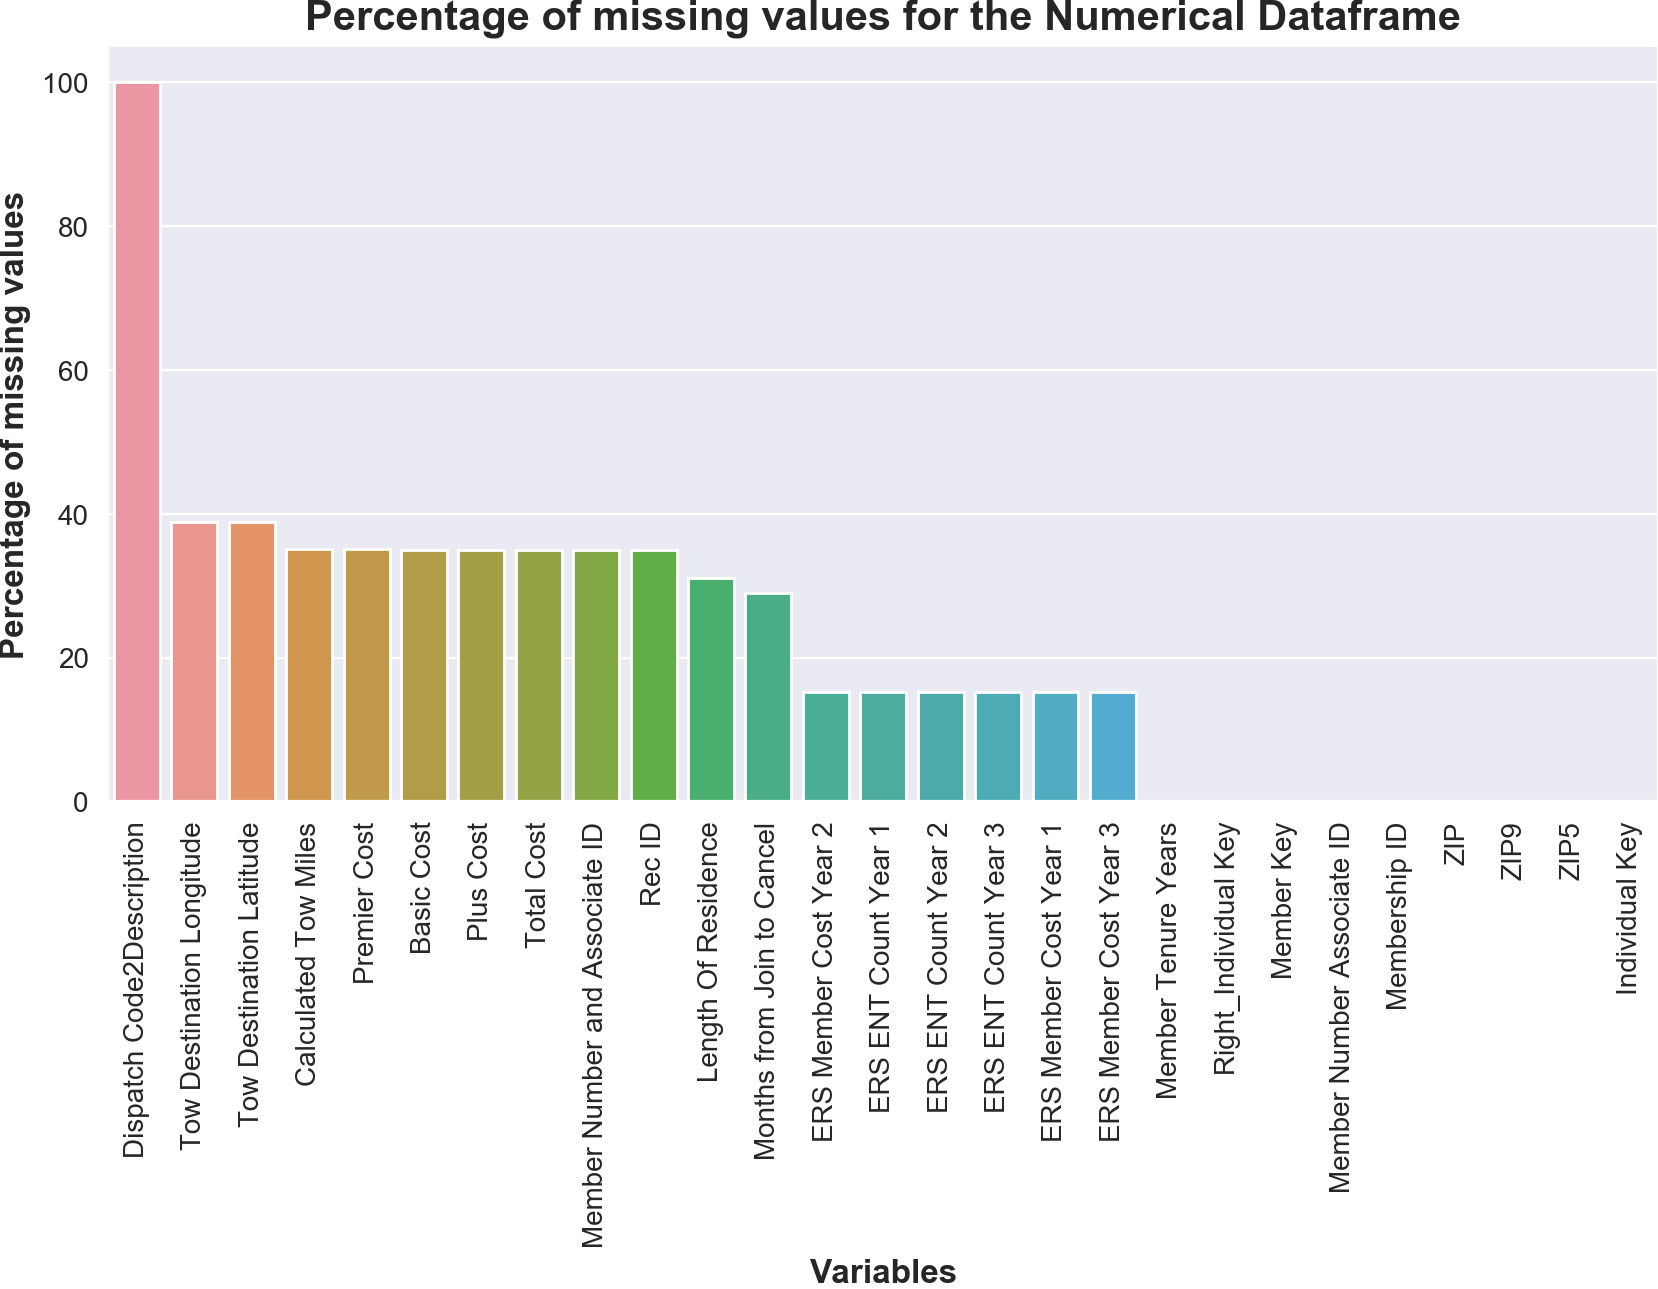 Percentage of missing values for the Numerical Dataframe
Percentage of missing values
100
80
60
40
20
0
Dispatch Code2Description
Tow Destination Longitude
Tow Destination Latitude
Calculated Tow Miles
Premier Cost
Basic Cost
Plus Cost
Total Cost
Member Number and Associate ID
Rec ID
Length Of Residence
Months from Join to Cancel
ERS Member Cost Year 2
ERS ENT Count Year 1
ERS ENT Count Year 2
ERS ENT Count Year 3
ERS Member Cost Year 1
ERS Member Cost Year 3
Member Tenure Years
Right_Individual Key
Member Key
Member Number Associate ID
Membership ID
ZIP
ZIP9
ZIP5
Individual Key
Variables